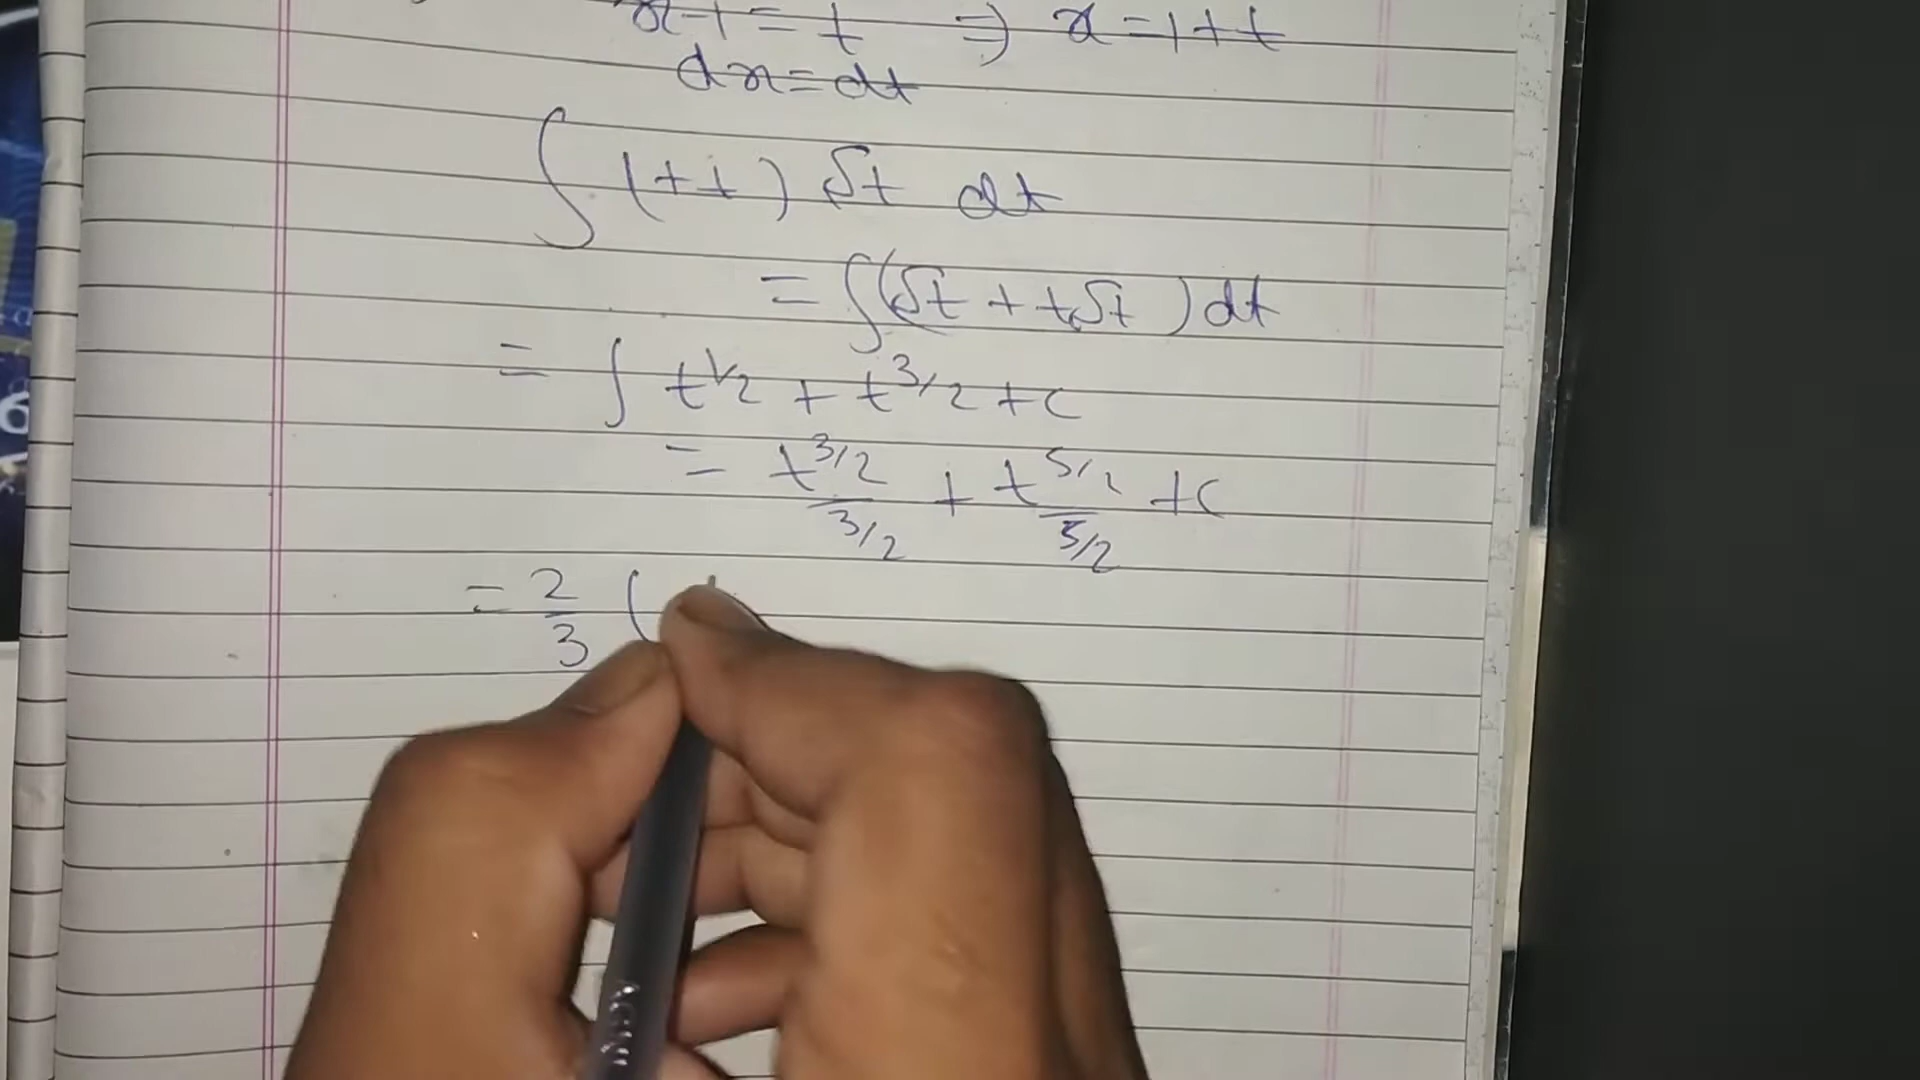 x-1=t ⇒ x=1+t
dx=dt
∫(1+t)√t dt
=∫(√t+t√t)dt
=∫ t^1/2 + t^3/2 +c
= t^3/2 / 3/2 + t^5/2 / 5/2 +c
= 2/3 (
6